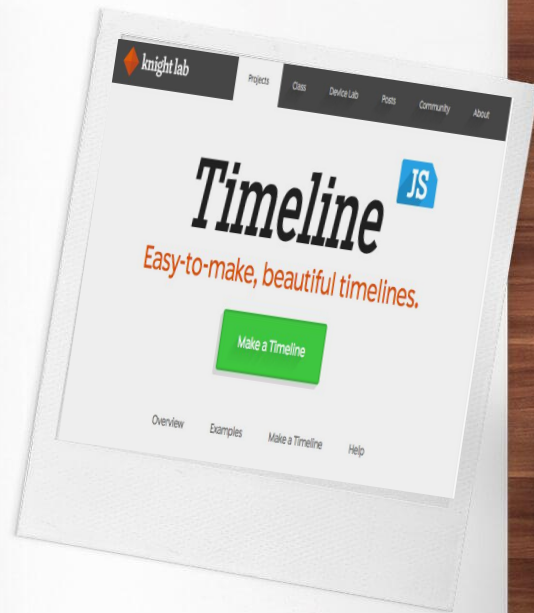 knight lab
Projects Class Device Lab Posts Community About
Timeline JS
Easy-to-make, beautiful timelines.
Make a Timeline
Overview Examples Make a Timeline Help